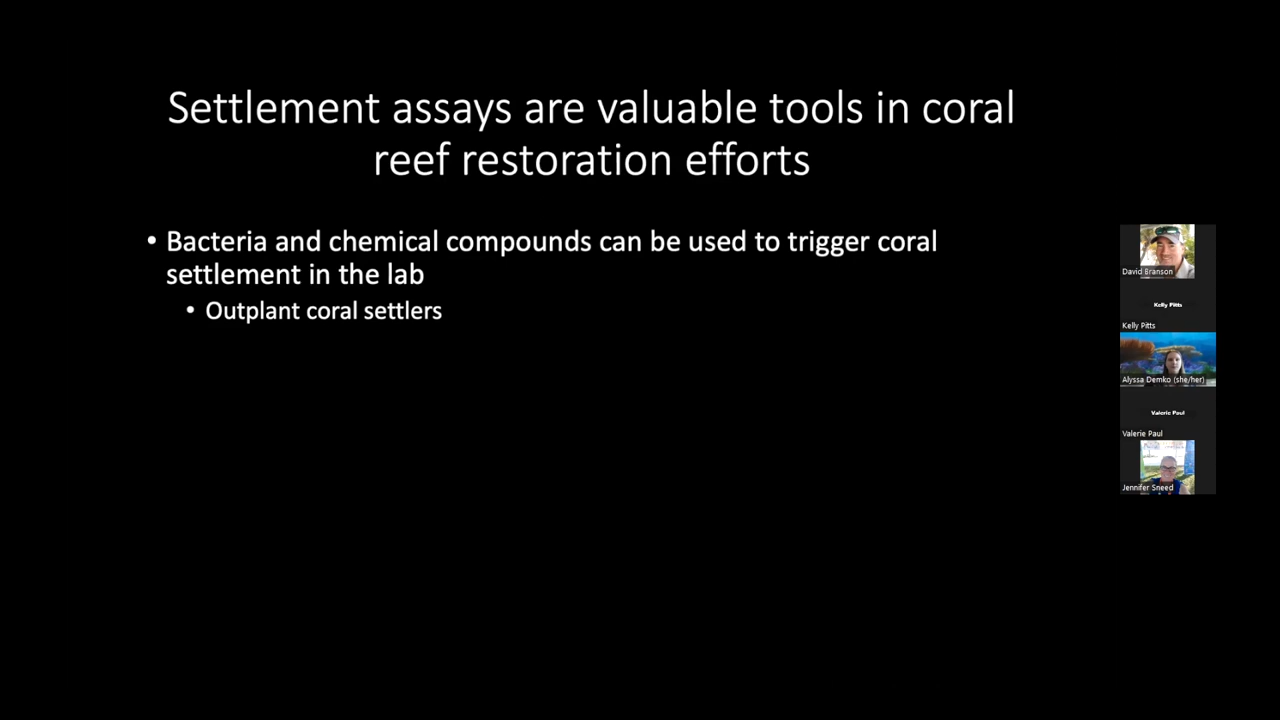 Settlement assays are valuable tools in coral
reef restoration efforts
• Bacteria and chemical compounds can be used to trigger coral
settlement in the lab
• Outplant coral settlers
David Branson
Kelly Pitts
Kelly Pitts
Alyssa Demko (she/her)
Valerie Paul
Valerie Paul
Jennifer Sneed